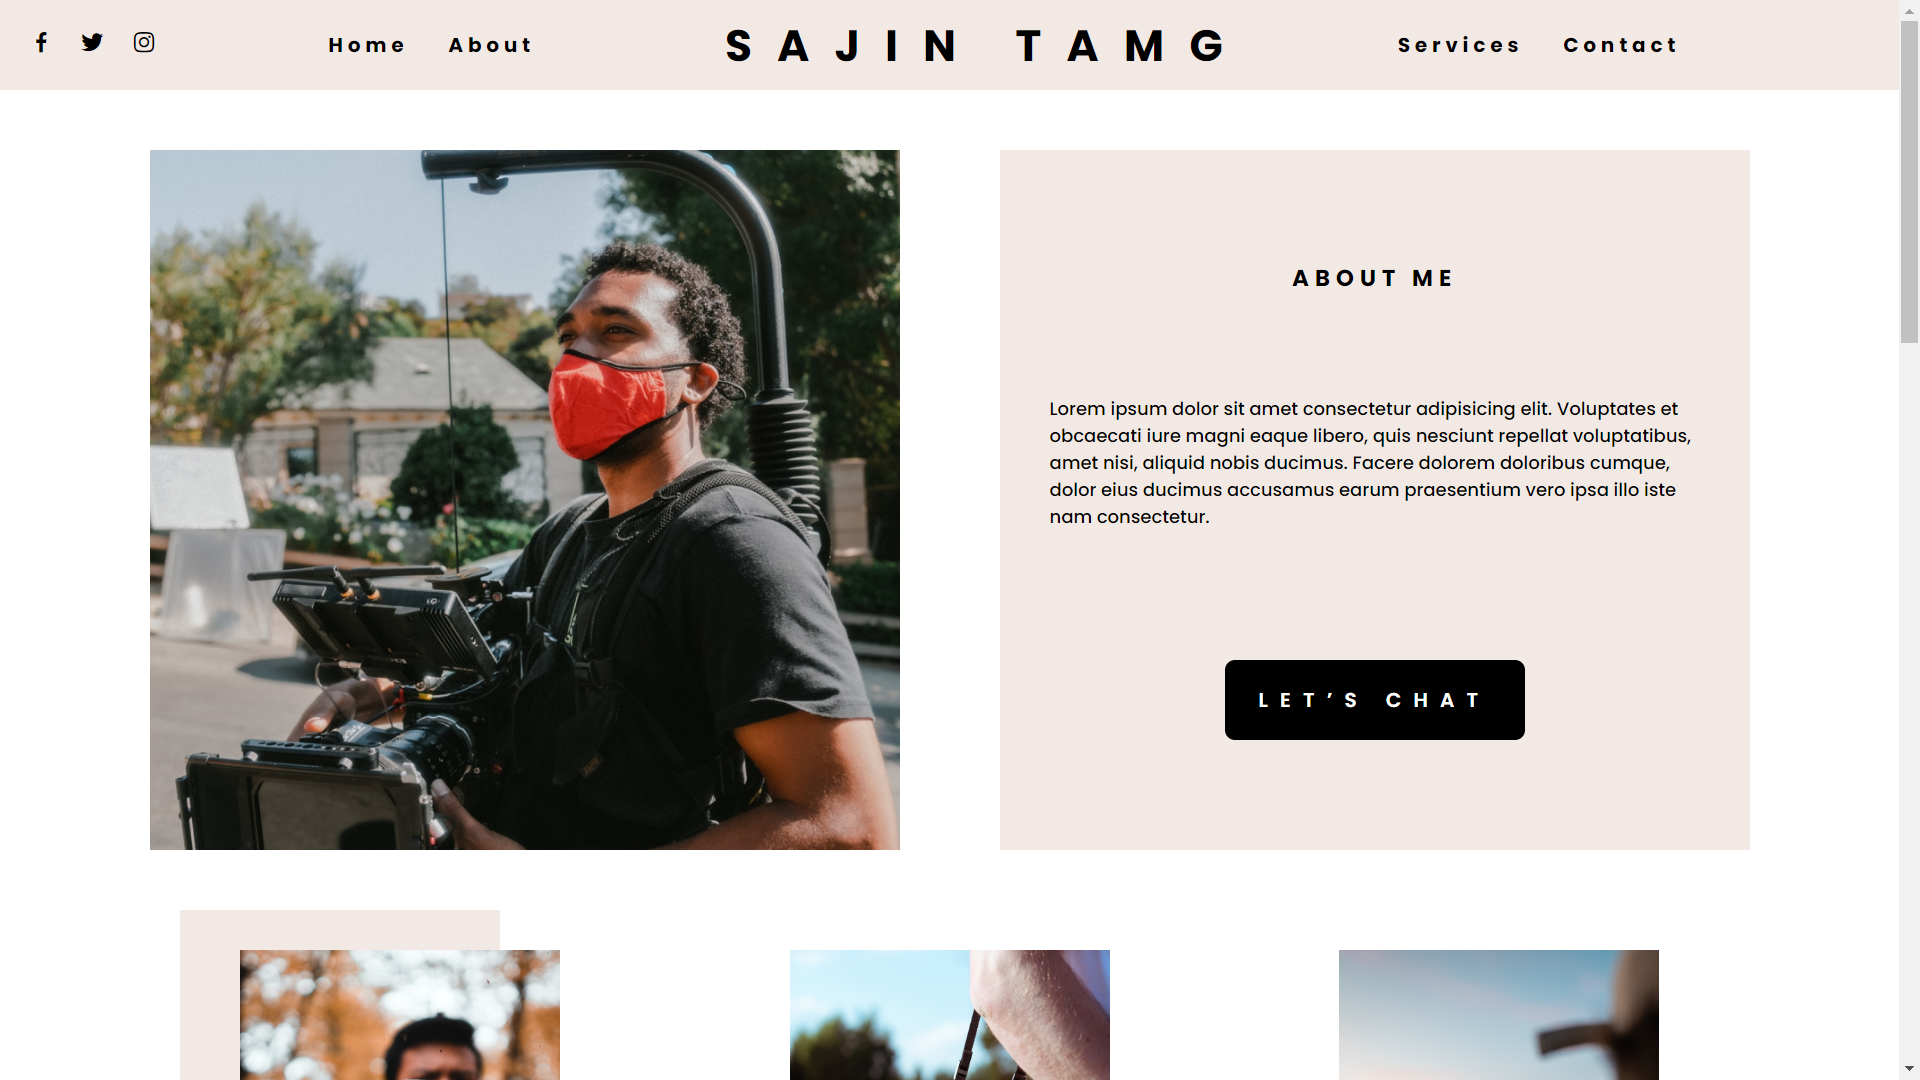 Home
About
SAJIN TAMG
Services
Contact
ABOUT ME
Lorem ipsum dolor sit amet consectetur adipisicing elit. Voluptates et
obcaecati iure magni eaque libero, quis nesciunt repellat voluptatibus,
amet nisi, aliquid nobis ducimus. Facere dolorem doloribus cumque,
dolor eius ducimus accusamus earum praesentium vero ipsa illo iste
nam consectetur.
LET’S CHAT